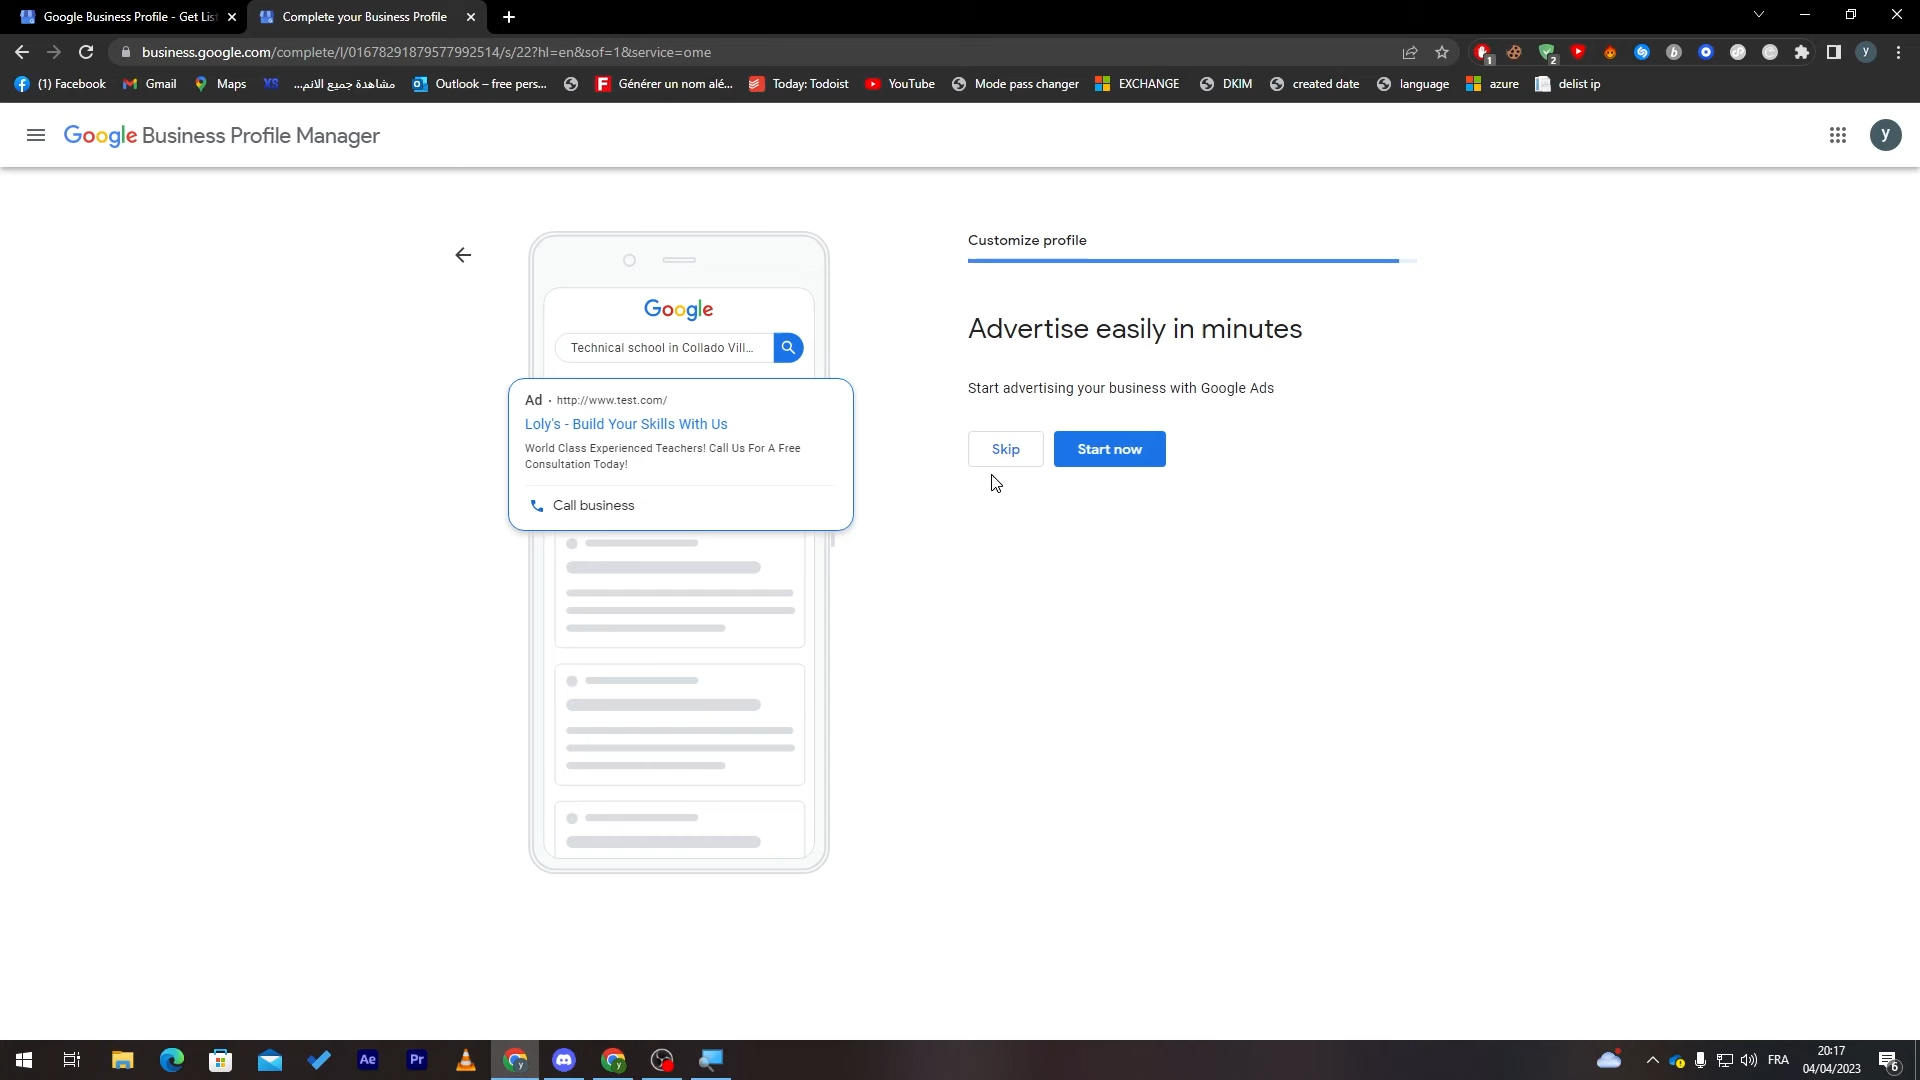 Google Business Profile - Get List
Complete your Business Profile
business.google.com/complete/l/01678291879577992514/s/22?hl=en&sof=1&service=ome
1
2
y
(1) Facebook
Gmail
Maps
XS
مشاهدة جميع الانم...
Outlook – free pers...
Générer un nom alé...
Today: Todoist
YouTube
Mode pass changer
EXCHANGE
DKIM
created date
language
azure
delist ip
Google Business Profile Manager
y
Customize profile
Google
Technical school in Collado Vill...
Ad · http://www.test.com/
Loly's - Build Your Skills With Us
World Class Experienced Teachers! Call Us For A Free
Consultation Today!
Call business
Advertise easily in minutes
Start advertising your business with Google Ads
Skip
Start now
Ae
Pr
FRA
20:17
04/04/2023
6